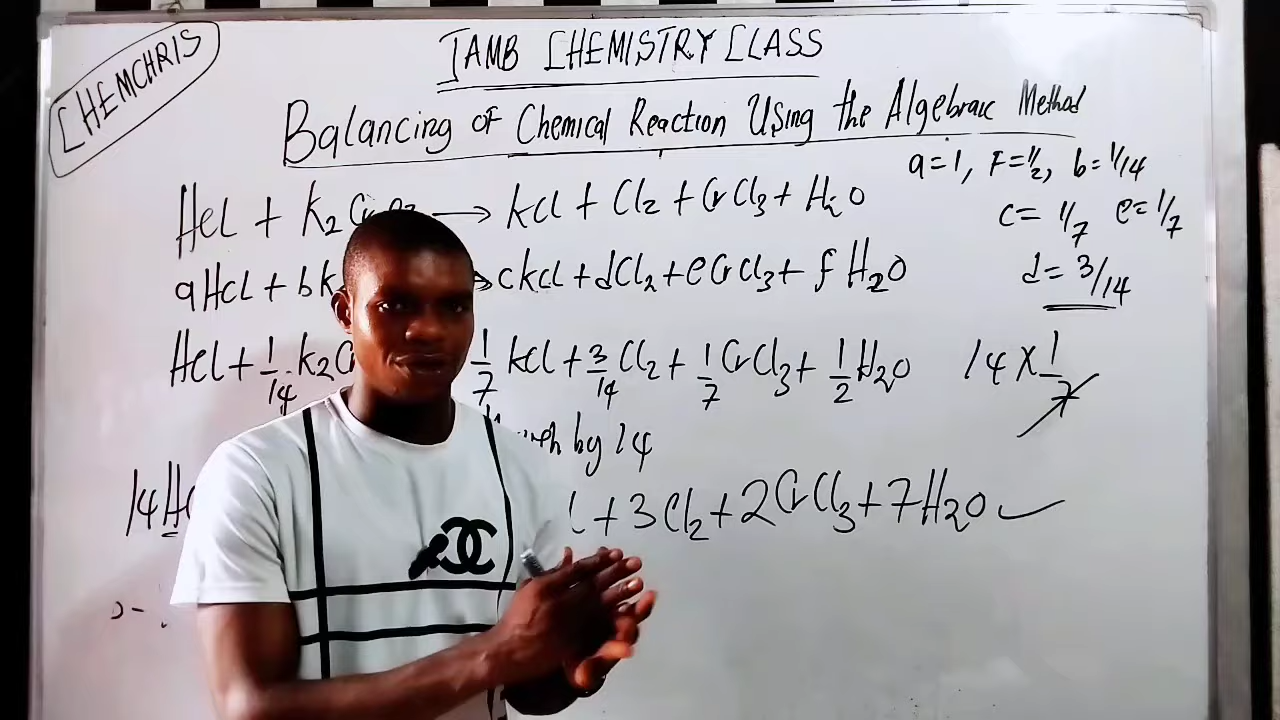 CHEMCHRIS
JAMB CHEMISTRY CLASS
Balancing of Chemical Reaction Using the Algebraic Method
a=1, F=1/2, b=1/14
c= 1/7 e=1/7
d= 3/14
HCl + K2Cr → KCl + Cl2 + CrCl3 + H2O
aHCl + bK → cKCl + dCl2 + eCrCl3 + f H2O
HCl + 1/14 K2C 1/7 KCl + 3/14 Cl2 + 1/7 CrCl3 + 1/2 H2O 14 X 1/7
by 14
14H + 3Cl2 + 2CrCl3 + 7H2O ✓